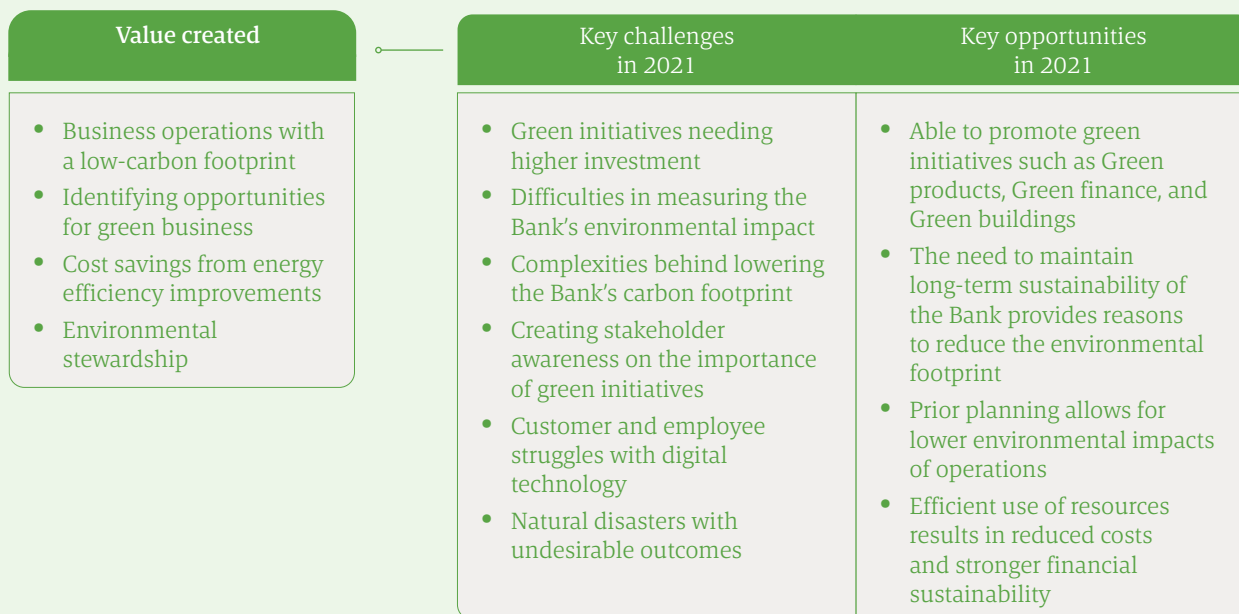 Value created
• Business operations with
a low-carbon footprint
• Identifying opportunities
for green business
• Cost savings from energy
efficiency improvements
• Environmental
stewardship
Key challenges
in 2021
• Green initiatives needing
higher investment
• Difficulties in measuring the
Bank’s environmental impact
• Complexities behind lowering
the Bank’s carbon footprint
• Creating stakeholder
awareness on the importance
of green initiatives
• Customer and employee
struggles with digital
technology
• Natural disasters with
undesirable outcomes
Key opportunities
in 2021
• Able to promote green
initiatives such as Green
products, Green finance, and
Green buildings
• The need to maintain
long-term sustainability of
the Bank provides reasons
to reduce the environmental
footprint
• Prior planning allows for
lower environmental impacts
of operations
• Efficient use of resources
results in reduced costs
and stronger financial
sustainability